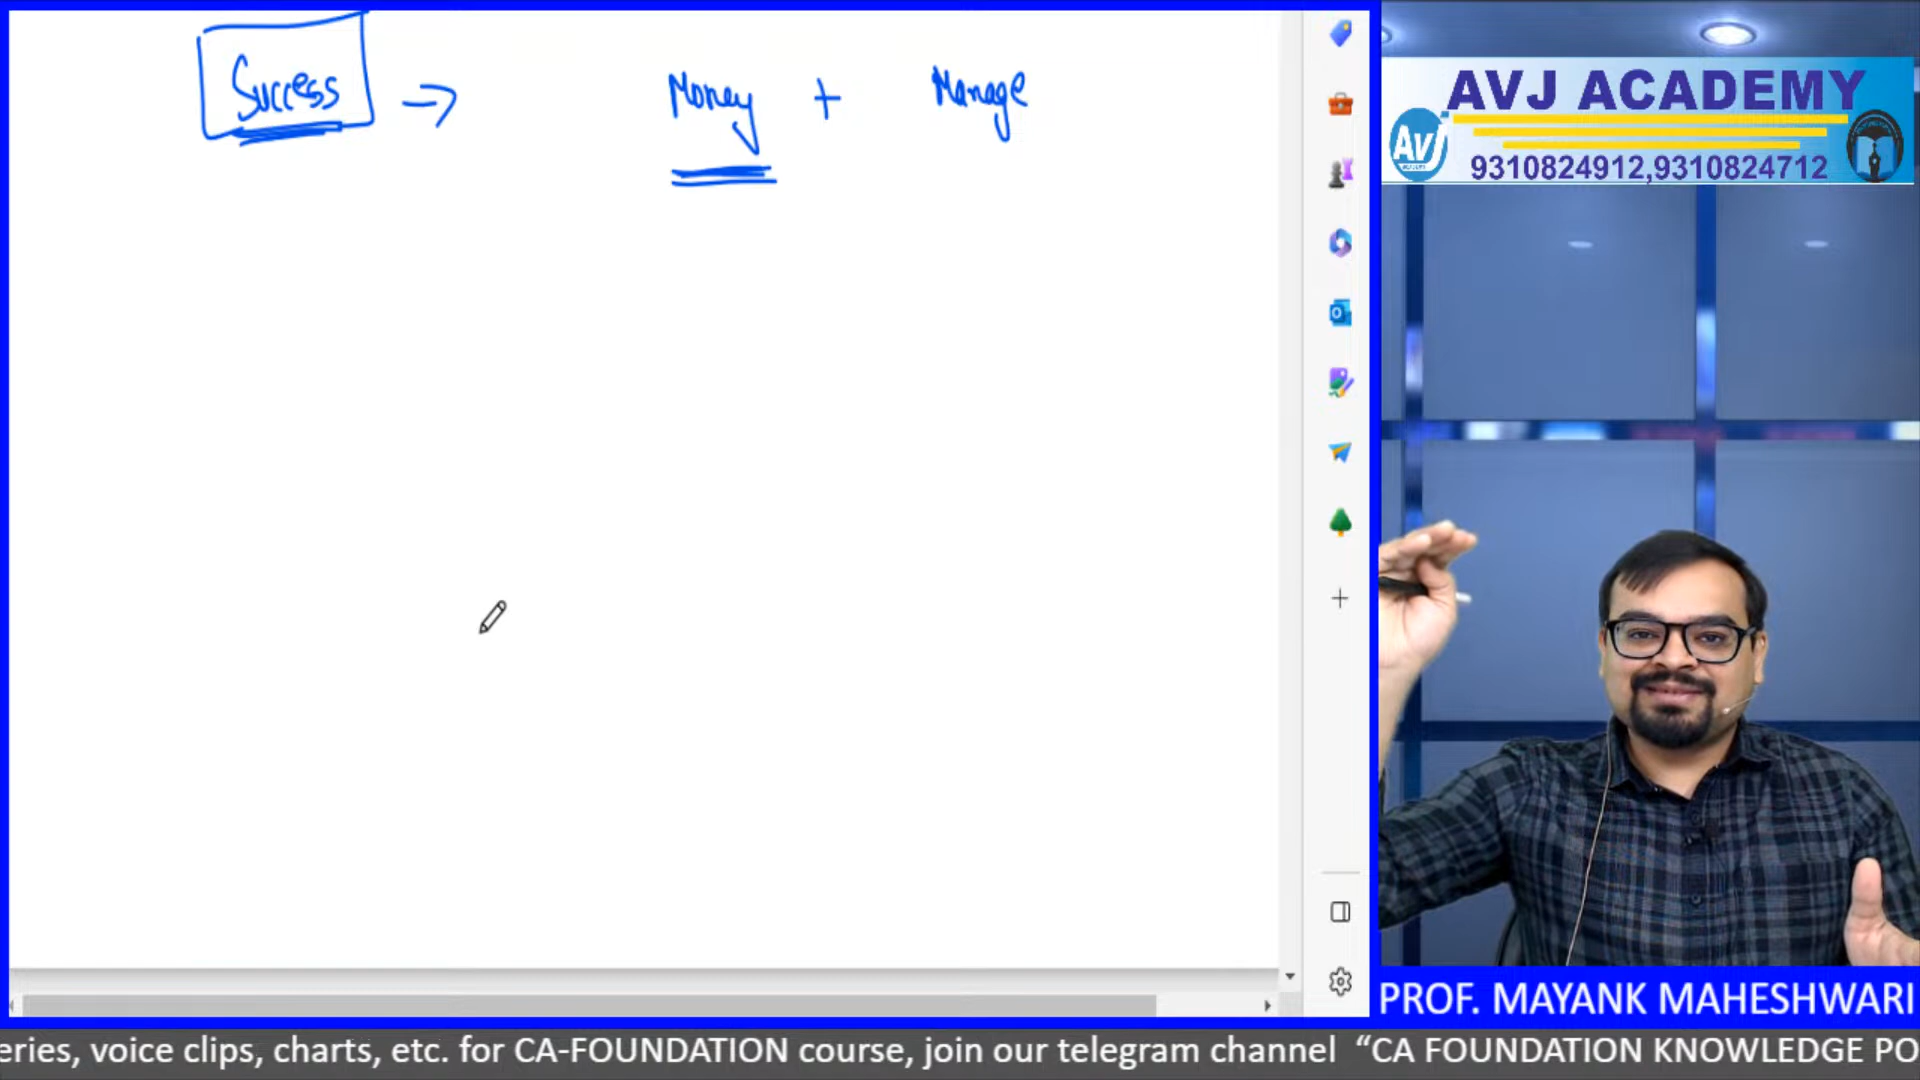 Success → Money + Manage
AVJ ACADEMY
AVJ
9310824912,9310824712
PROF. MAYANK MAHESHWARI
eries, voice clips, charts, etc. for CA-FOUNDATION course, join our telegram channel “CA FOUNDATION KNOWLEDGE PO